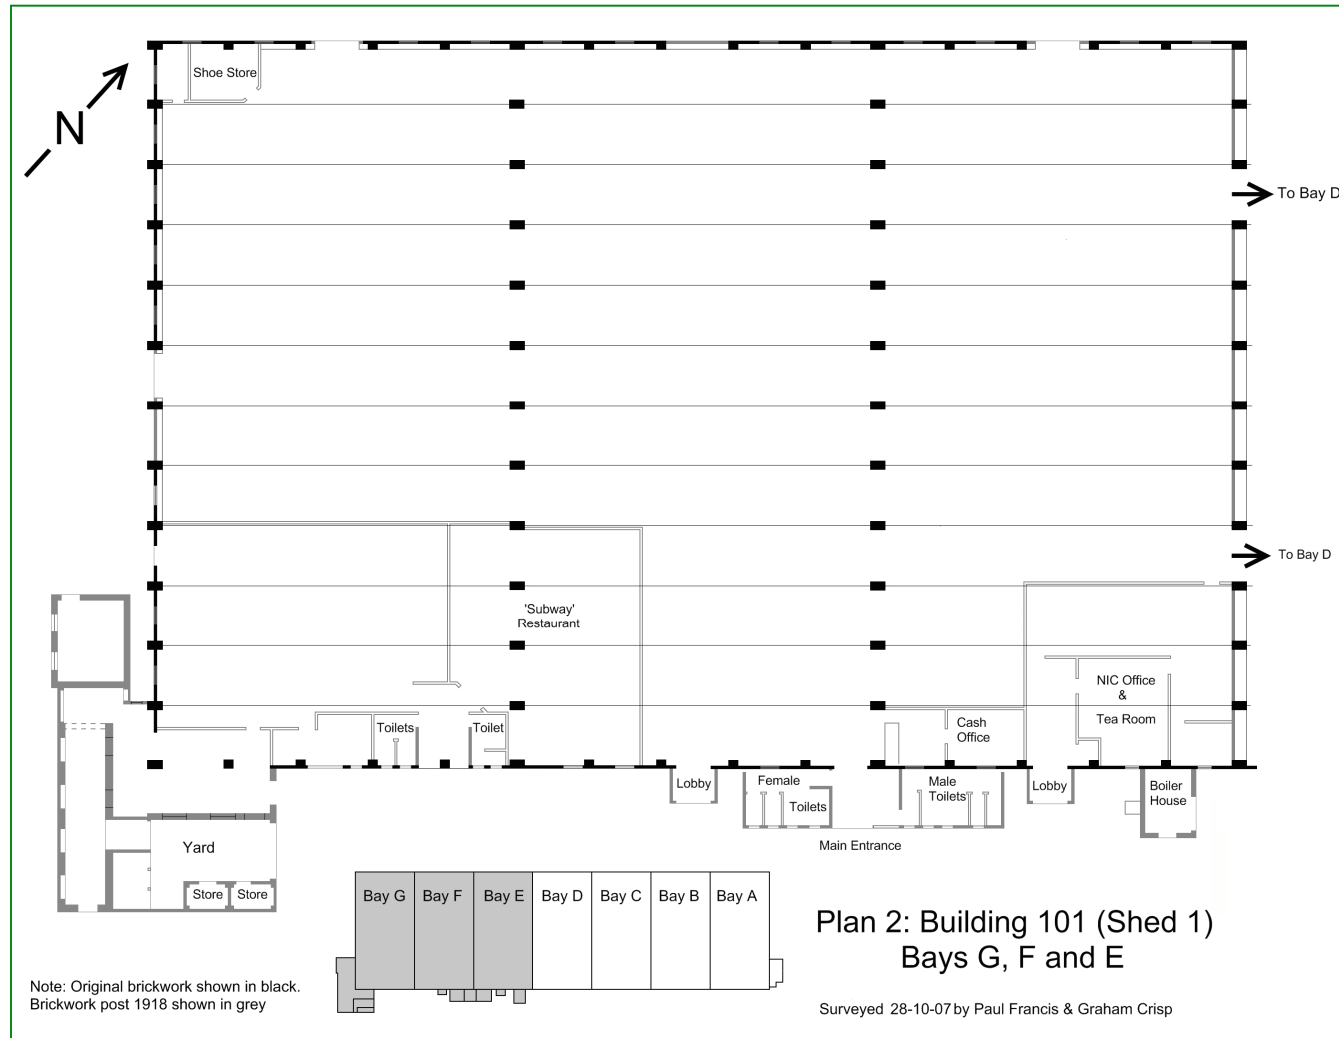 Shoe Store
N
To Bay D
To Bay D
'Subway'
Restaurant
NIC Office
&
Tea Room
Toilets
Toilet
Cash
Office
Lobby
Female
Toilets
Male
Toilets
Lobby
Boiler
House
Main Entrance
Yard
Store
Store
Bay G
Bay F
Bay E
Bay D
Bay C
Bay B
Bay A
Plan 2: Building 101 (Shed 1)
Bays G, F and E
Note: Original brickwork shown in black.
Brickwork post 1918 shown in grey
Surveyed 28-10-07 by Paul Francis & Graham Crisp